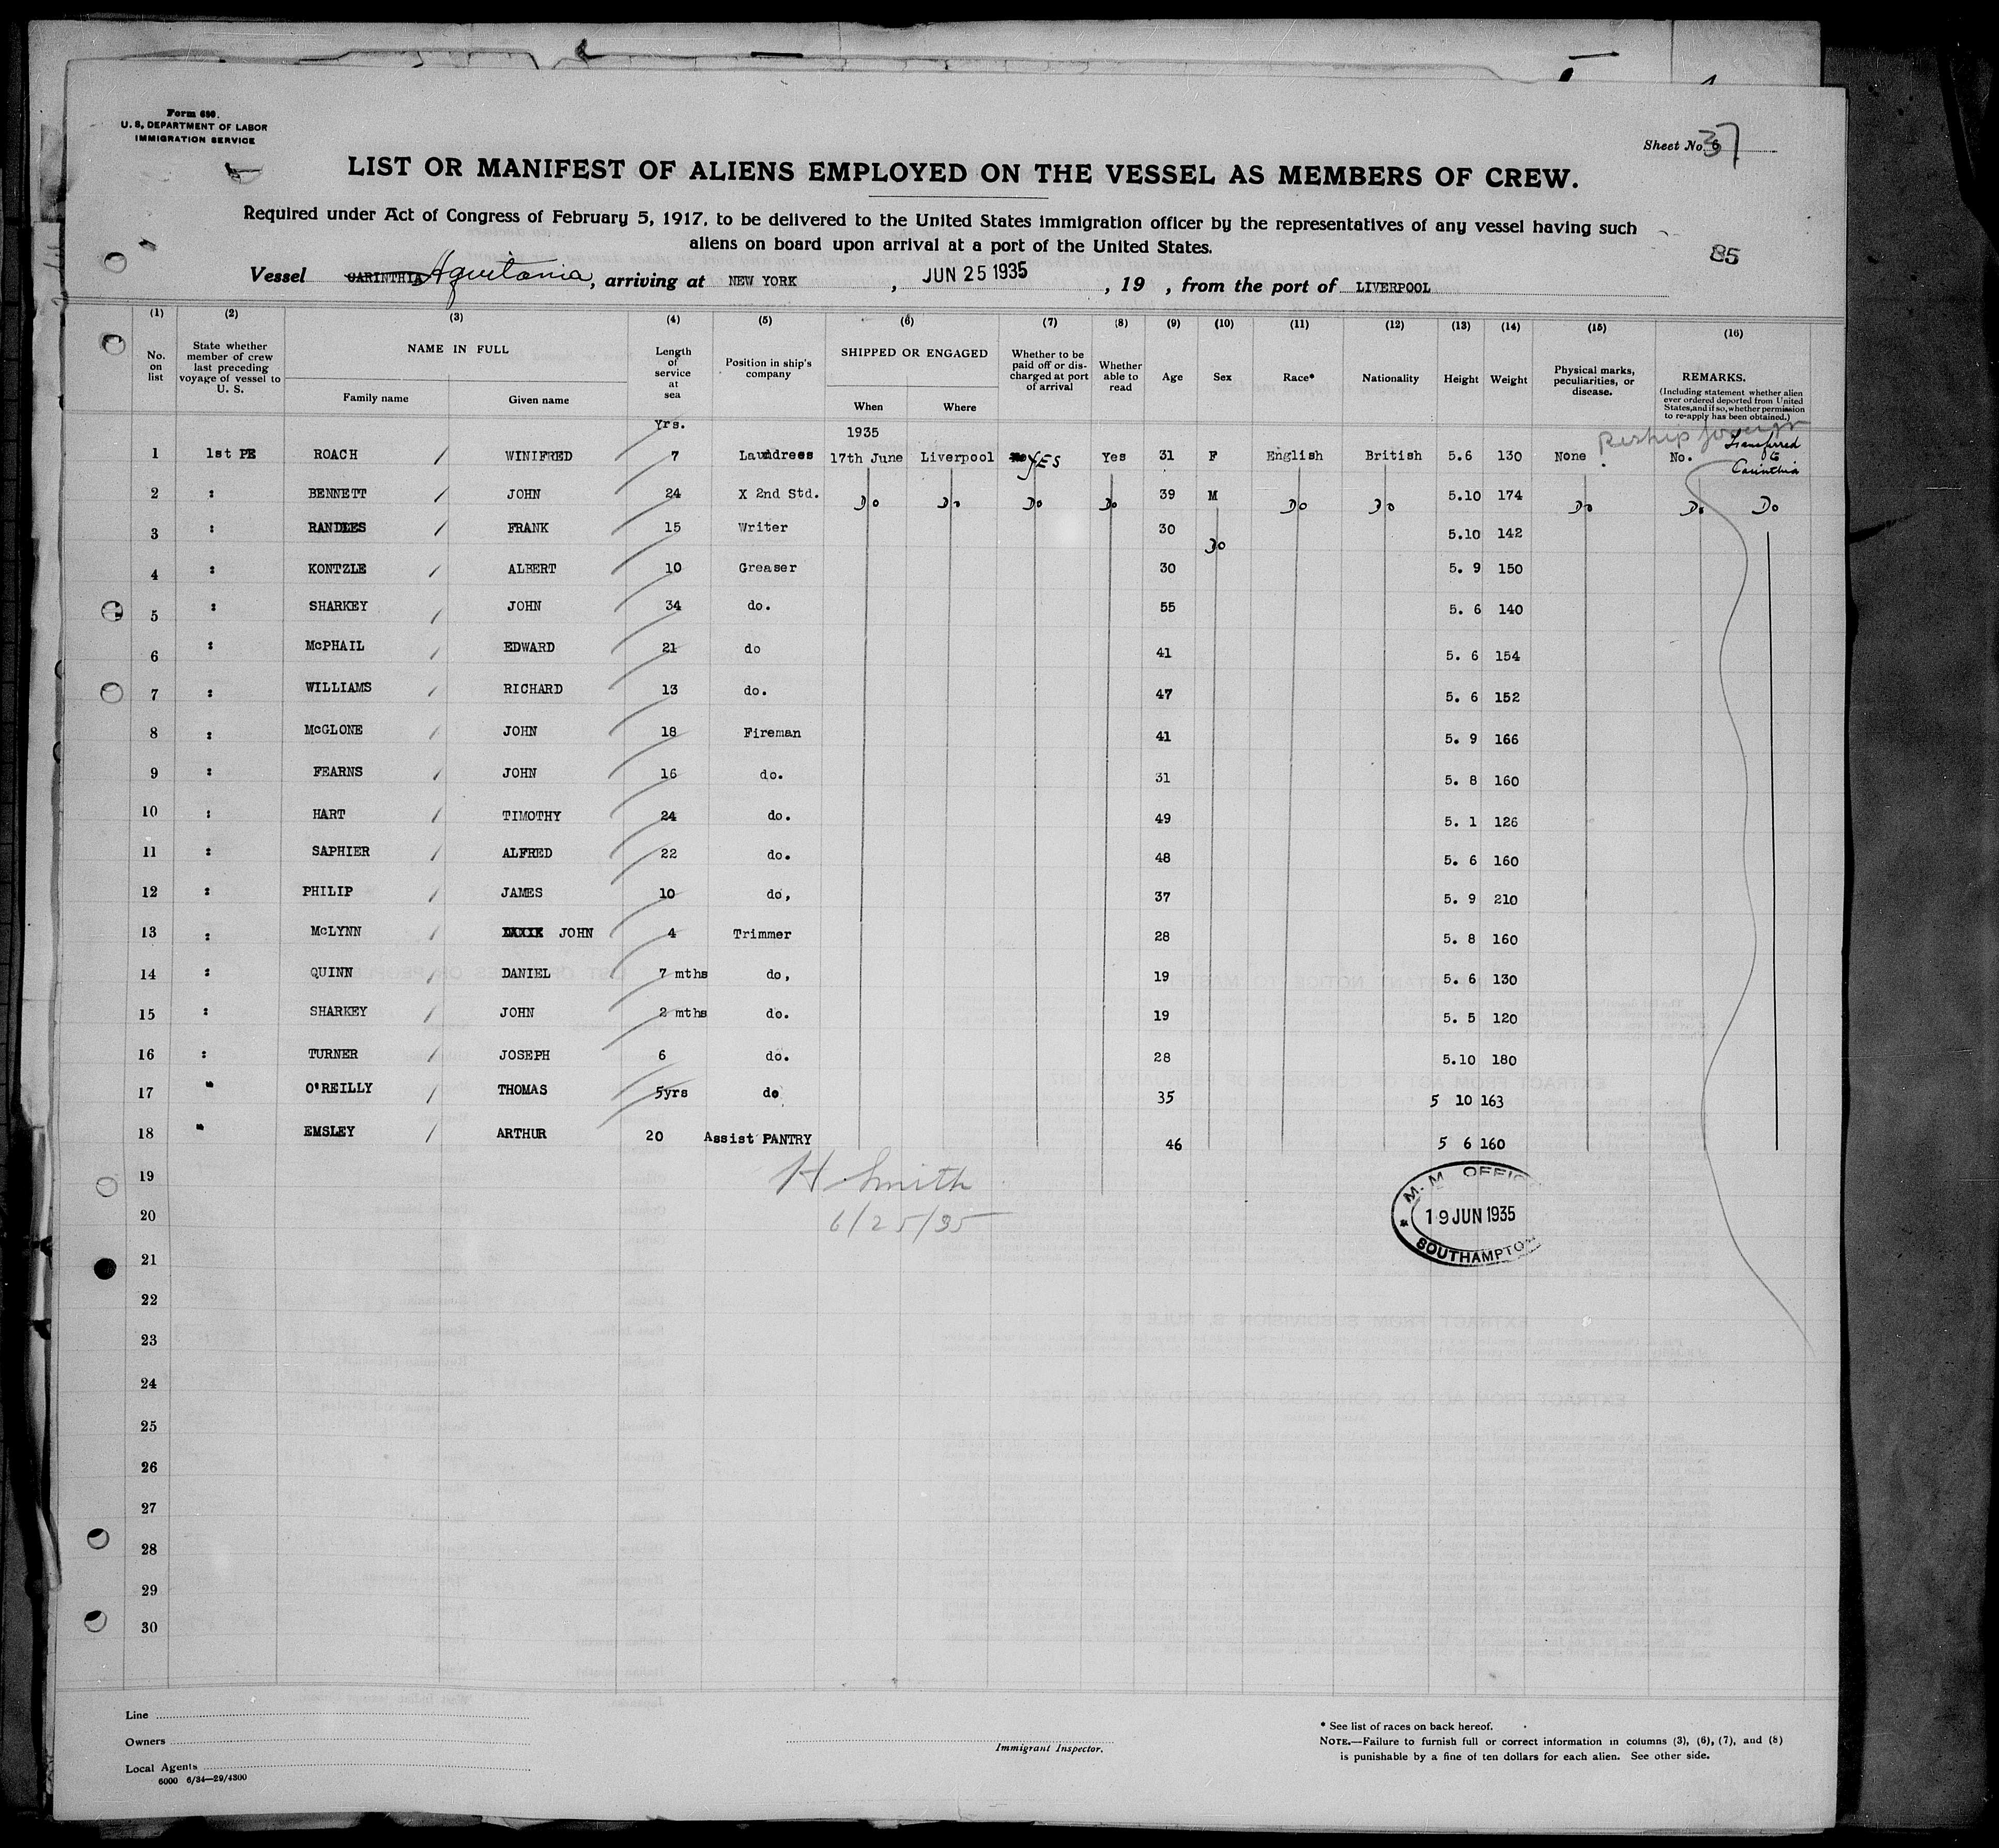 Form 680.
U. S. DEPARTMENT OF LABOR
IMMIGRATION SERVICE
Sheet No. 37
LIST OR MANIFEST OF ALIENS EMPLOYED ON THE VESSEL AS MEMBERS OF CREW.
Required under Act of Congress of February 5, 1917, to be delivered to the United States immigration officer by the representatives of any vessel having such
aliens on board upon arrival at a port of the United States.
85
Vessel CARINTHIA Aquitania, arriving at NEW YORK, JUN 25 1935, 19 , from the port of LIVERPOOL
(1) (2) (3) (4) (5) (6) (7) (8) (9) (10) (11) (12) (13) (14) (15) (16)
No. on list
State whether member of crew last preceding voyage of vessel to U. S.
NAME IN FULL
Family name Given name
Length of service at sea
Position in ship's company
SHIPPED OR ENGAGED
When Where
Whether to be paid off or discharged at port of arrival
Whether able to read
Age Sex Race* Nationality Height Weight
Physical marks, peculiarities, or disease.
REMARKS.
(Including statement whether alien ever ordered deported from United States, and if so, whether permission to re-apply has been obtained.)
Reship foreign
Yrs. 1935
1 1st PE ROACH WINIFRED 7 Laundress 17th June Liverpool YES Yes 31 F English British 5.6 130 None No. Transferred to Carinthia
2 : BENNETT JOHN 24 X 2nd Std. Do Do Do Do 39 M Do Do 5.10 174 Do Do Do
3 : RANDLES FRANK 15 Writer 30 Do 5.10 142
4 : KONTZLE ALBERT 10 Greaser 30 5. 9 150
5 : SHARKEY JOHN 34 do. 55 5. 6 140
6 : McPHAIL EDWARD 21 do 41 5. 6 154
7 : WILLIAMS RICHARD 13 do. 47 5. 6 152
8 : McGLONE JOHN 18 Fireman 41 5. 9 166
9 : FEARNS JOHN 16 do. 31 5. 8 160
10 : HART TIMOTHY 24 do. 49 5. 1 126
11 : SAPHIER ALFRED 22 do. 48 5. 6 160
12 : PHILIP JAMES 10 do, 37 5. 9 210
13 : McLYNN JOHN 4 Trimmer 28 5. 8 160
14 : QUINN DANIEL 7 mths do, 19 5. 6 130
15 : SHARKEY JOHN 2 mths do. 19 5. 5 120
16 : TURNER JOSEPH 6 do. 28 5.10 180
17 " O'REILLY THOMAS 5yrs do 35 5 10 163
18 " EMSLEY ARTHUR 20 Assist PANTRY 46 5 6 160
19
H Smith
6/25/35
M. M. OFFICE
19 JUN 1935
* SOUTHAMPTON
20
21
22
23
24
25
26
27
28
29
30
Line
Owners
Local Agents
6000 6/34—29/4300
Immigrant Inspector.
* See list of races on back hereof.
NOTE.—Failure to furnish full or correct information in columns (3), (6), (7), and (8)
is punishable by a fine of ten dollars for each alien. See other side.